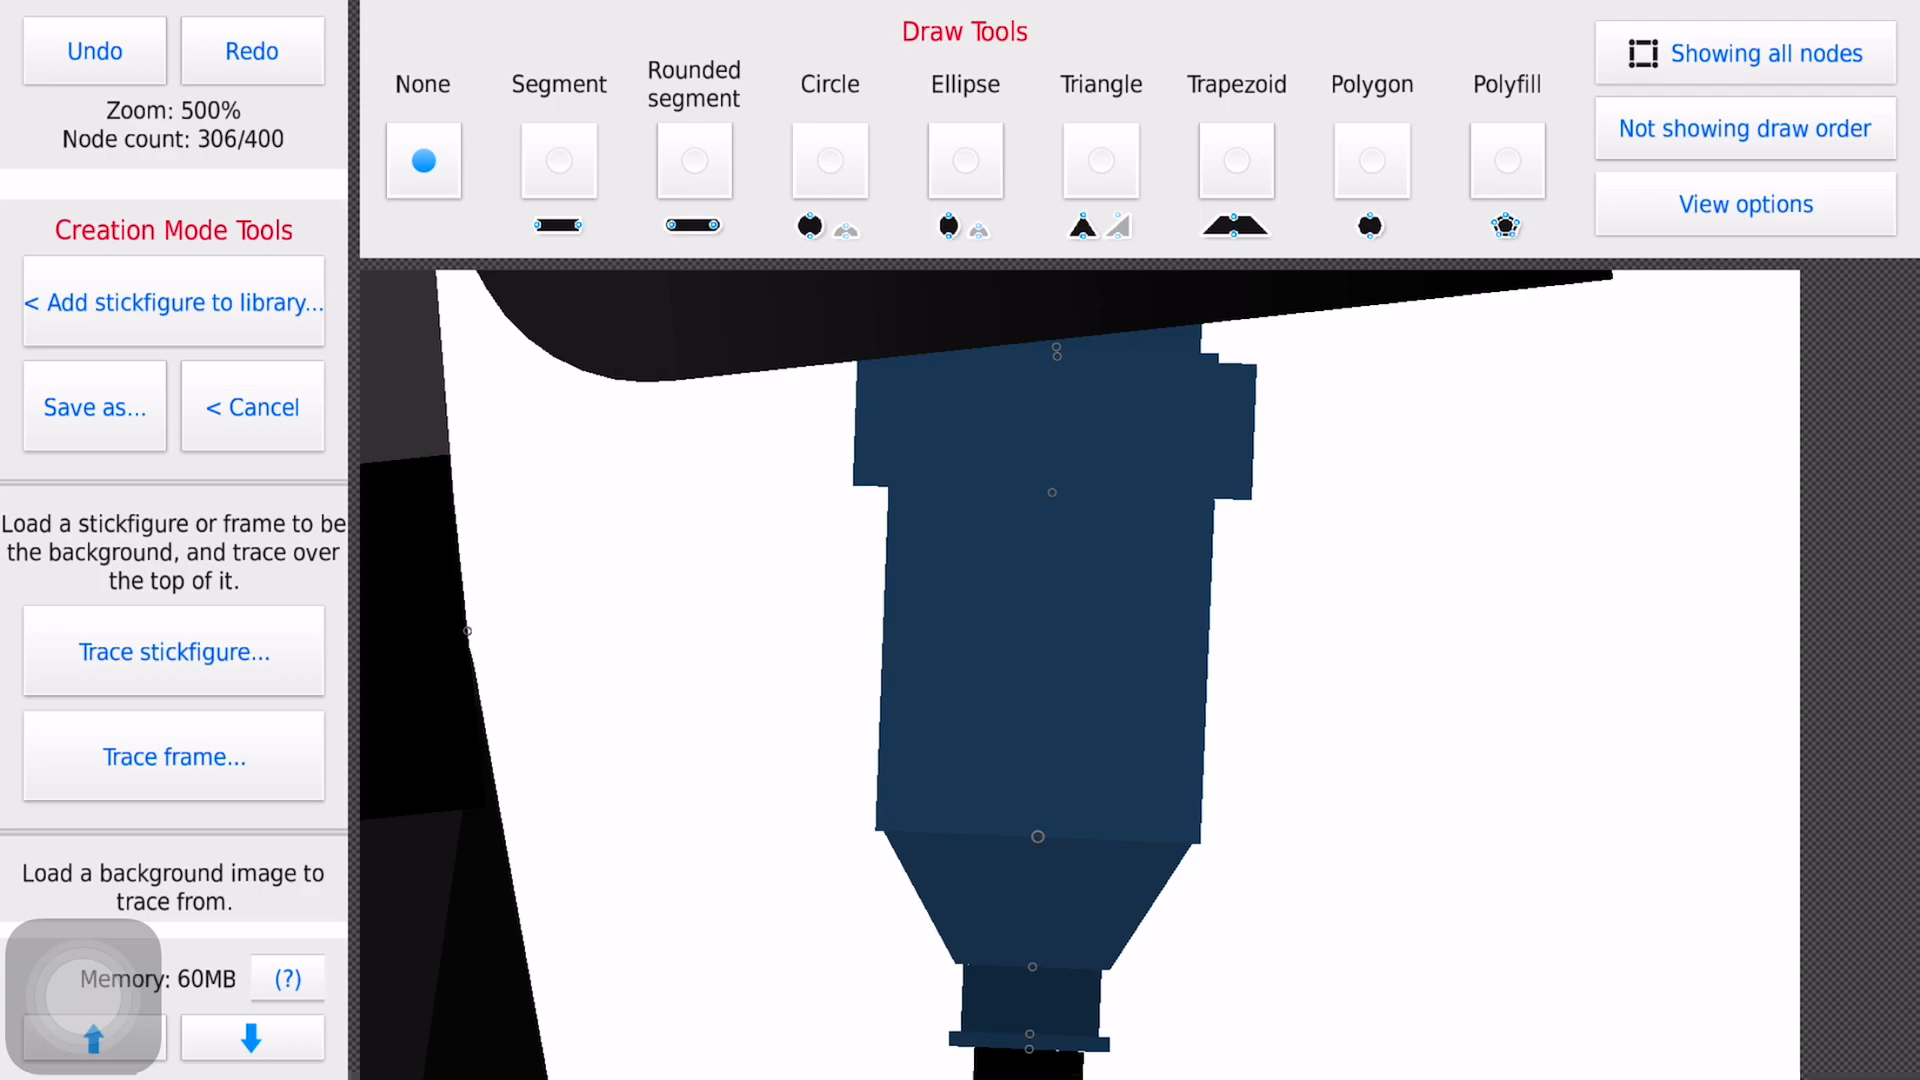 Undo
Redo
Zoom: 500%
Node count: 306/400
Creation Mode Tools
< Add stickfigure to library...
Save as...
< Cancel
Load a stickfigure or frame to be
the background, and trace over
the top of it.
Trace stickfigure...
Trace frame...
Load a background image to
trace from.
Memory: 60MB
(?)
Draw Tools
None
Segment
Rounded
segment
Circle
Ellipse
Triangle
Trapezoid
Polygon
Polyfill
Showing all nodes
Not showing draw order
View options